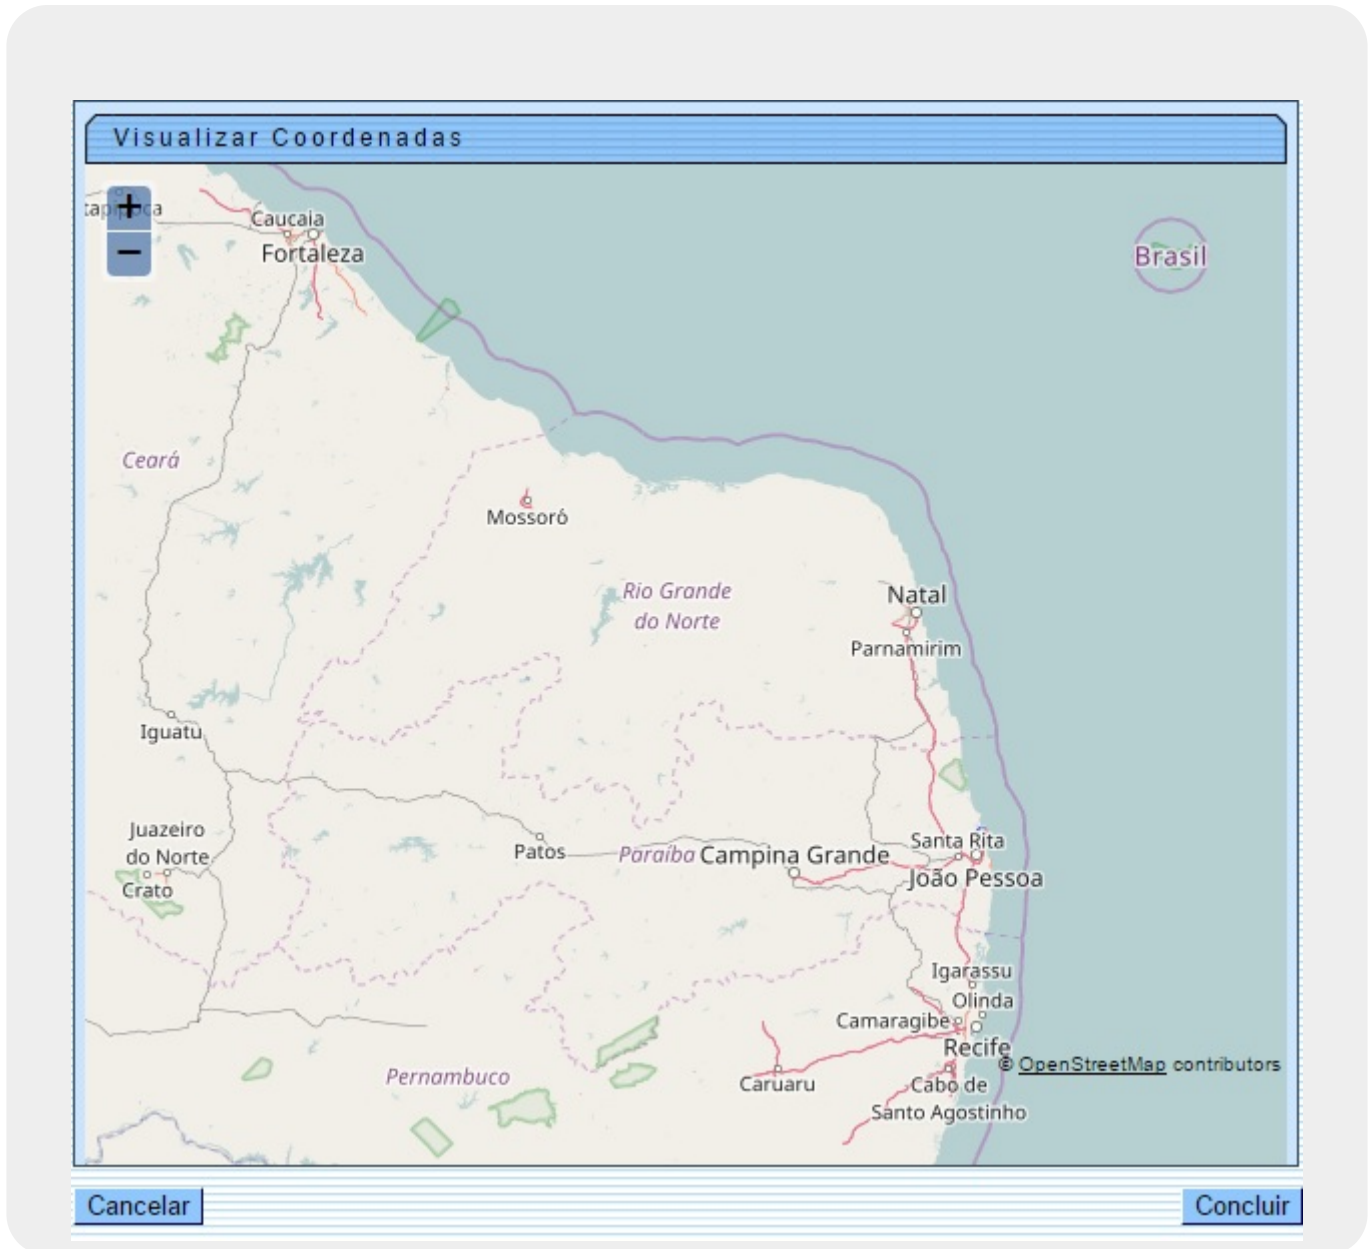 Visualizar Coordenadas
+
−
Caucaia
Fortaleza
Brasil
Ceará
Mossoró
Rio Grande
do Norte
Natal
Parnamirim
Iguatu
Juazeiro
do Norte
Crato
Patos
Paraíba
Campina Grande
Santa Rita
João Pessoa
Igarassu
Olinda
Camaragibe
Recife
© OpenStreetMap contributors
Pernambuco
Caruaru
Cabo de
Santo Agostinho
Cancelar
Concluir